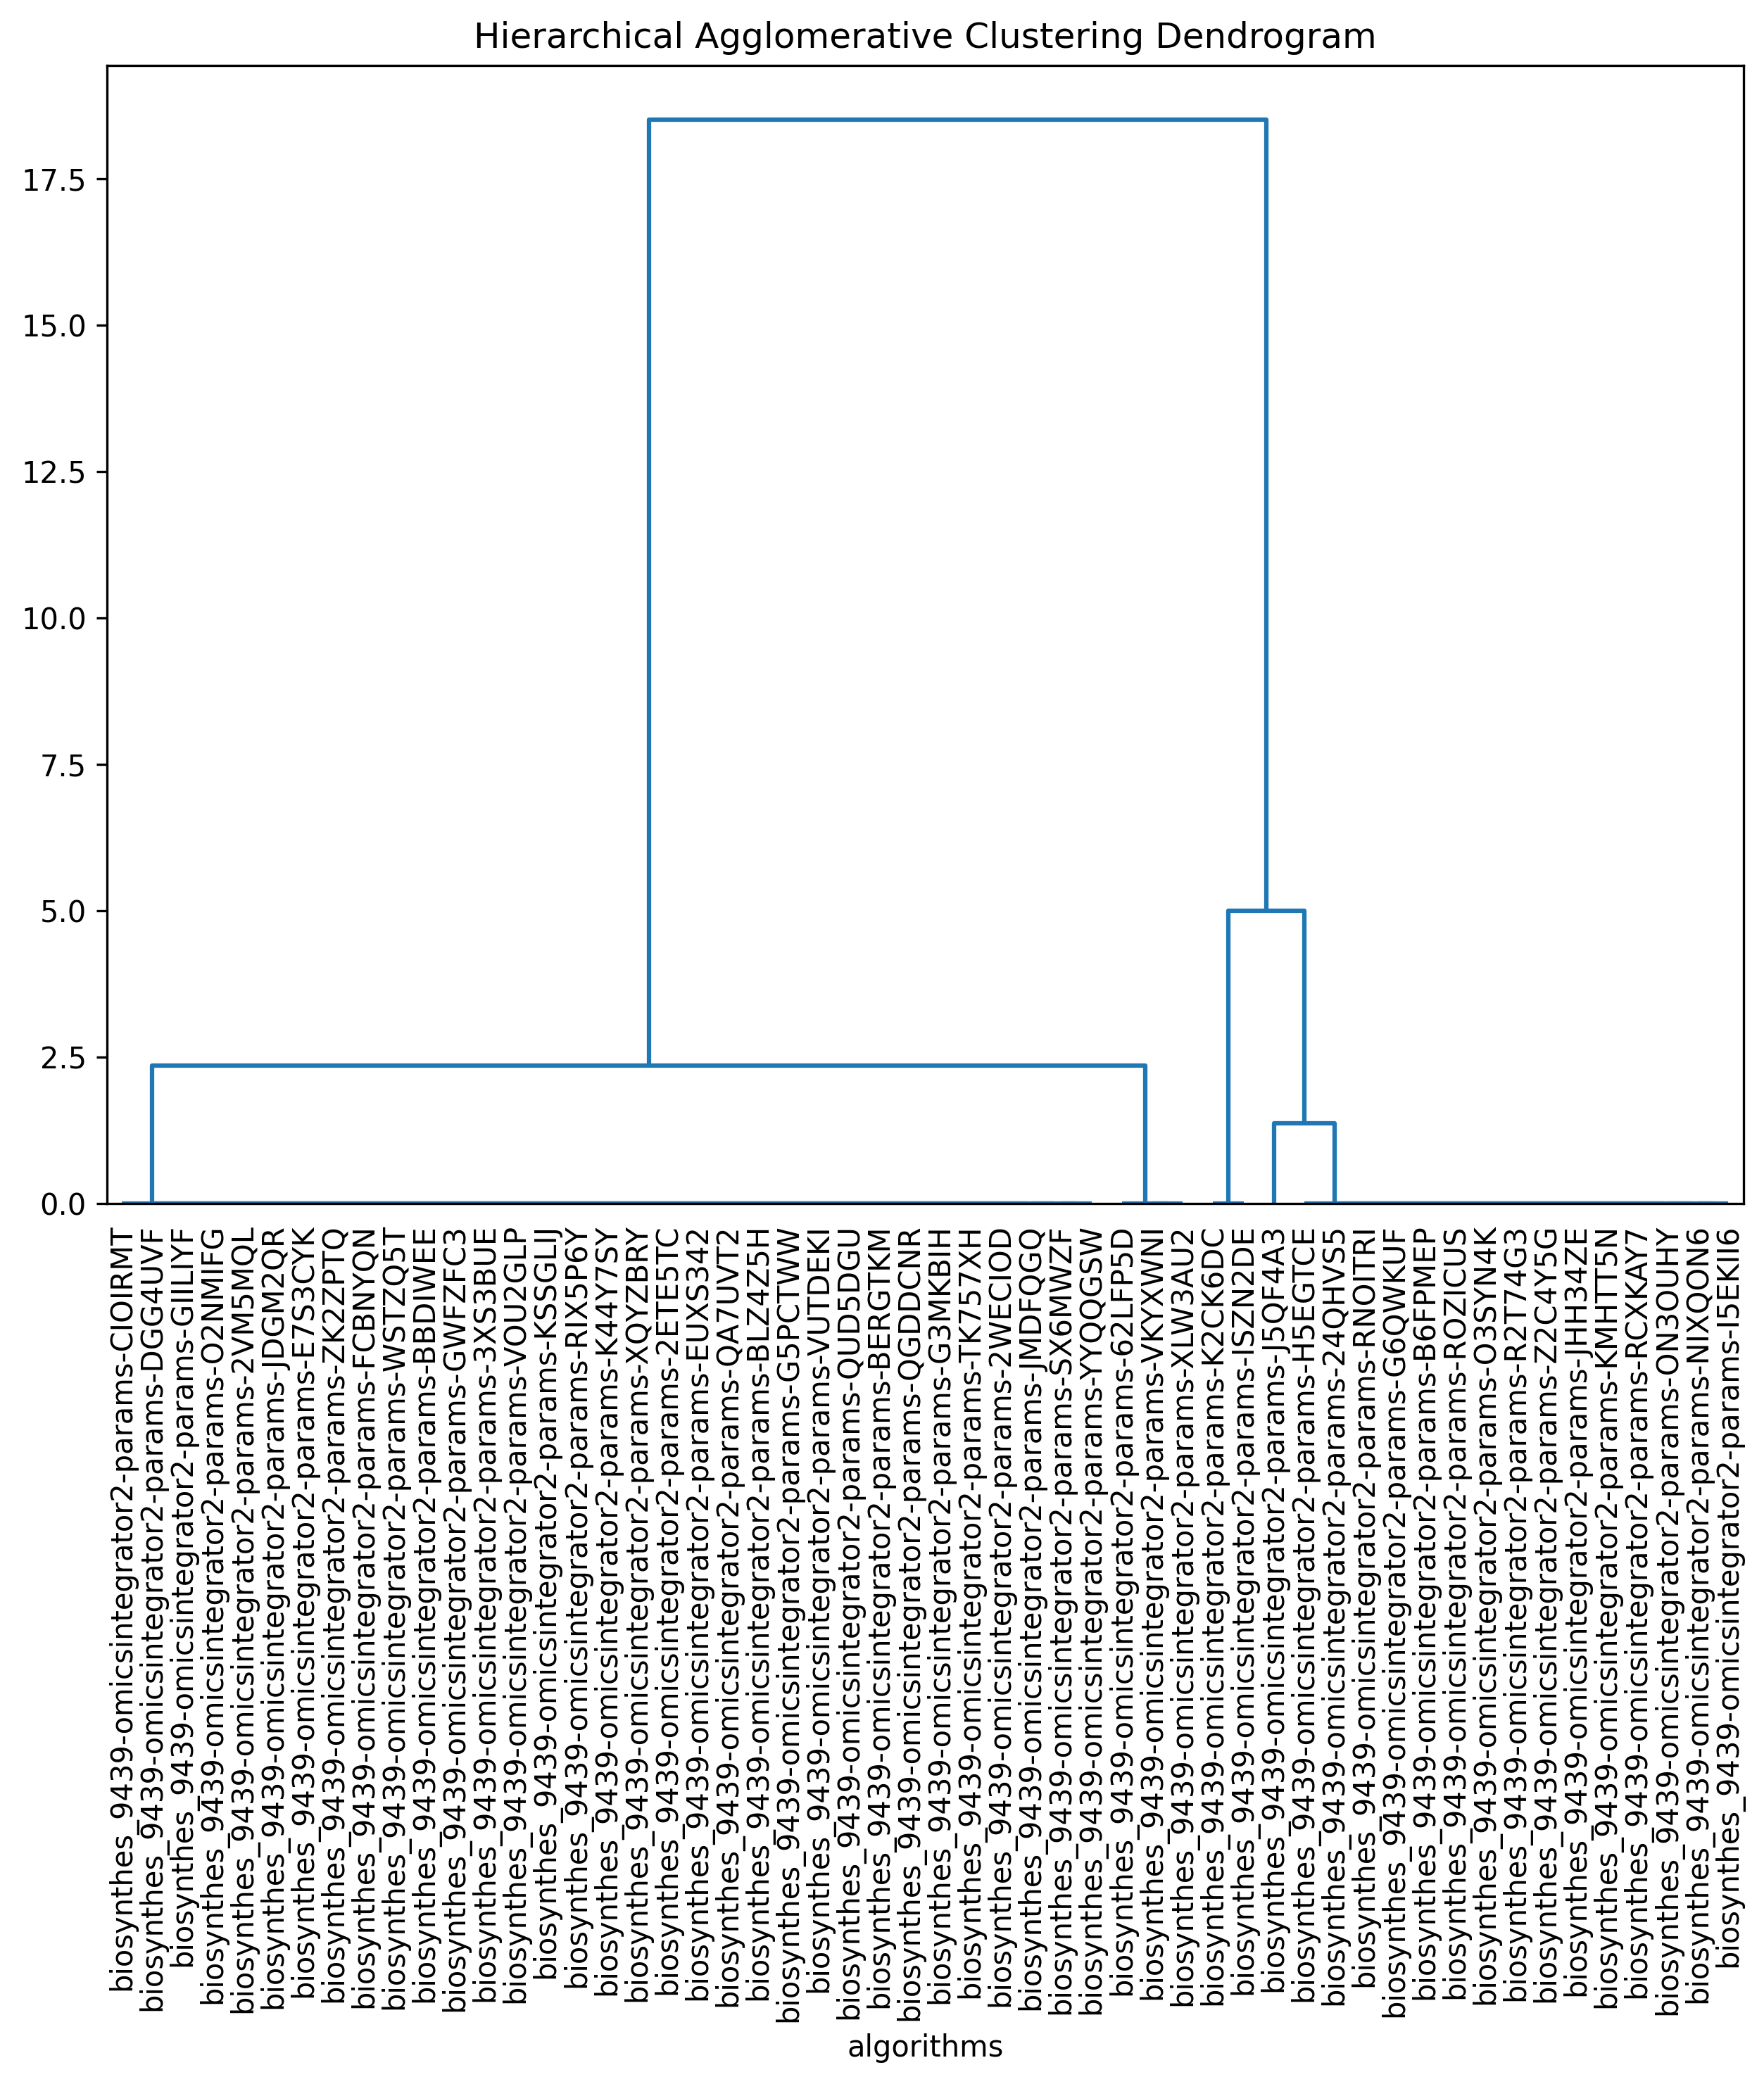 Hierarchical Agglomerative Clustering Dendrogram
17.5
15.0
12.5
10.0
7.5
5.0
2.5
0.0
biosynthes_9439-omicsintegrator2-params-CIOIRMT
biosynthes_9439-omicsintegrator2-params-DGG4UVF
biosynthes_9439-omicsintegrator2-params-GIILIYF
biosynthes_9439-omicsintegrator2-params-O2NMIFG
biosynthes_9439-omicsintegrator2-params-2VM5MQL
biosynthes_9439-omicsintegrator2-params-JDGM2QR
biosynthes_9439-omicsintegrator2-params-E7S3CYK
biosynthes_9439-omicsintegrator2-params-ZK2ZPTQ
biosynthes_9439-omicsintegrator2-params-FCBNYQN
biosynthes_9439-omicsintegrator2-params-WSTZQ5T
biosynthes_9439-omicsintegrator2-params-BBDIWEE
biosynthes_9439-omicsintegrator2-params-GWFZFC3
biosynthes_9439-omicsintegrator2-params-3XS3BUE
biosynthes_9439-omicsintegrator2-params-VOU2GLP
biosynthes_9439-omicsintegrator2-params-KSSGLIJ
biosynthes_9439-omicsintegrator2-params-RIX5P6Y
biosynthes_9439-omicsintegrator2-params-K44Y7SY
biosynthes_9439-omicsintegrator2-params-XQYZBRY
biosynthes_9439-omicsintegrator2-params-2ETE5TC
biosynthes_9439-omicsintegrator2-params-EUXS342
biosynthes_9439-omicsintegrator2-params-QA7UVT2
biosynthes_9439-omicsintegrator2-params-BLZ4Z5H
biosynthes_9439-omicsintegrator2-params-G5PCTWW
biosynthes_9439-omicsintegrator2-params-VUTDEKI
biosynthes_9439-omicsintegrator2-params-QUD5DGU
biosynthes_9439-omicsintegrator2-params-BERGTKM
biosynthes_9439-omicsintegrator2-params-QGDDCNR
biosynthes_9439-omicsintegrator2-params-G3MKBIH
biosynthes_9439-omicsintegrator2-params-TK757XH
biosynthes_9439-omicsintegrator2-params-2WECIOD
biosynthes_9439-omicsintegrator2-params-JMDFQGQ
biosynthes_9439-omicsintegrator2-params-SX6MWZF
biosynthes_9439-omicsintegrator2-params-YYQQGSW
biosynthes_9439-omicsintegrator2-params-62LFP5D
biosynthes_9439-omicsintegrator2-params-VKYXWNI
biosynthes_9439-omicsintegrator2-params-XLW3AU2
biosynthes_9439-omicsintegrator2-params-K2CK6DC
biosynthes_9439-omicsintegrator2-params-ISZN2DE
biosynthes_9439-omicsintegrator2-params-J5QF4A3
biosynthes_9439-omicsintegrator2-params-H5EGTCE
biosynthes_9439-omicsintegrator2-params-24QHVS5
biosynthes_9439-omicsintegrator2-params-RNOITRI
biosynthes_9439-omicsintegrator2-params-G6QWKUF
biosynthes_9439-omicsintegrator2-params-B6FPMEP
biosynthes_9439-omicsintegrator2-params-ROZICUS
biosynthes_9439-omicsintegrator2-params-O3SYN4K
biosynthes_9439-omicsintegrator2-params-R2T74G3
biosynthes_9439-omicsintegrator2-params-Z2C4Y5G
biosynthes_9439-omicsintegrator2-params-JHH34ZE
biosynthes_9439-omicsintegrator2-params-KMHTT5N
biosynthes_9439-omicsintegrator2-params-RCXKAY7
biosynthes_9439-omicsintegrator2-params-ON3OUHY
biosynthes_9439-omicsintegrator2-params-NIXQON6
biosynthes_9439-omicsintegrator2-params-I5EKII6
algorithms